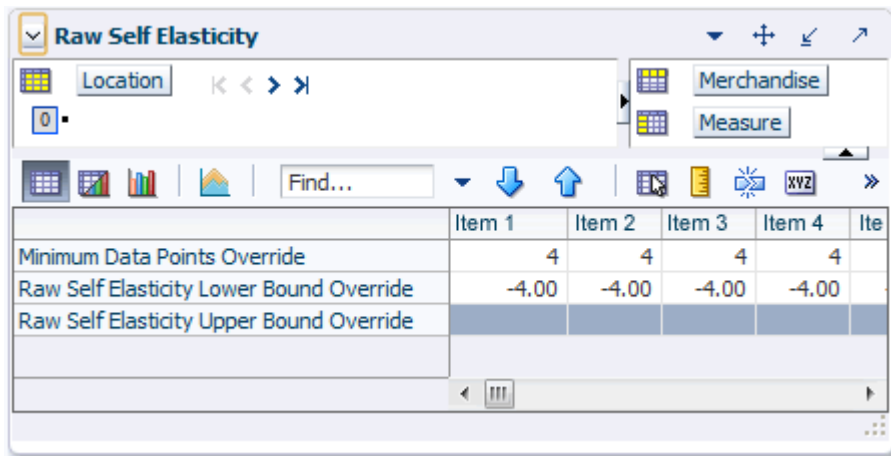 Raw Self Elasticity
Location
Merchandise
0
Measure
Find...
XYZ
Item 1 Item 2 Item 3 Item 4 Ite
Minimum Data Points Override 4 4 4 4
Raw Self Elasticity Lower Bound Override -4.00 -4.00 -4.00 -4.00 -
Raw Self Elasticity Upper Bound Override